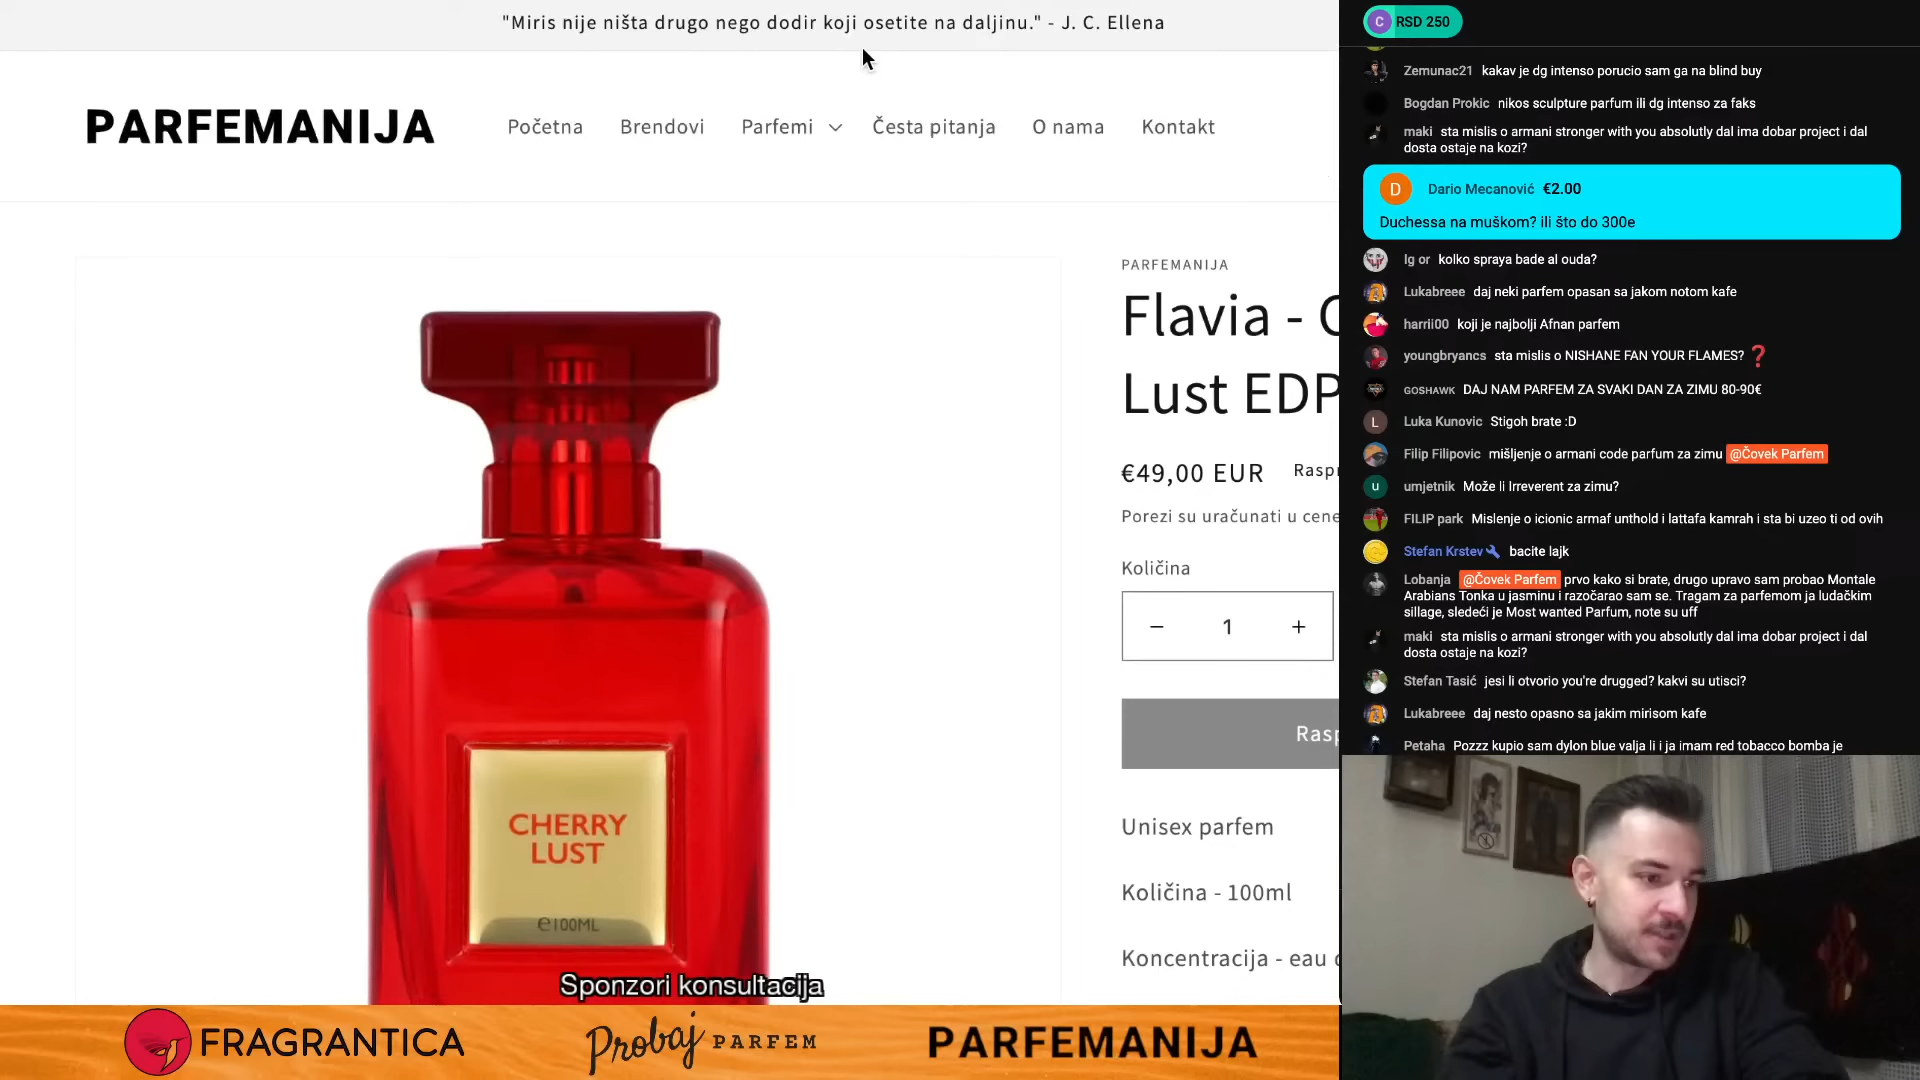 "Miris nije ništa drugo nego dodir koji osetite na daljinu." - J. C. Ellena
PARFEMANIJA
Početna
Brendovi
Parfemi
Česta pitanja
O nama
Kontakt
PARFEMANIJA
Flavia - C
Lust EDP
€49,00 EUR
Raspr
Porezi su uračunati u cene
Količina
− 1 +
Rasp
Unisex parfem
Količina - 100ml
Koncentracija - eau d
CHERRY
LUST
e100ML
Sponzori konsultacija
FRAGRANTICA
Probaj PARFEM
PARFEMANIJA
C RSD 250
Zemunac21 kakav je dg intenso porucio sam ga na blind buy
Bogdan Prokic nikos sculpture parfum ili dg intenso za faks
maki sta mislis o armani stronger with you absolutly dal ima dobar project i dal
dosta ostaje na kozi?
D Dario Mecanović €2.00
Duchessa na muškom? ili što do 300e
Ig or kolko spraya bade al ouda?
Lukabreee daj neki parfem opasan sa jakom notom kafe
harrii00 koji je najbolji Afnan parfem
youngbryancs sta mislis o NISHANE FAN YOUR FLAMES? ❓
GOSHAWK DAJ NAM PARFEM ZA SVAKI DAN ZA ZIMU 80-90€
L Luka Kunovic Stigoh brate :D
Filip Filipovic mišljenje o armani code parfum za zimu @Čovek Parfem
u umjetnik Može li Irreverent za zimu?
FILIP park Mislenje o icionic armaf unthold i lattafa kamrah i sta bi uzeo ti od ovih
Stefan Krstev bacite lajk
Lobanja @Čovek Parfem prvo kako si brate, drugo upravo sam probao Montale
Arabians Tonka u jasminu i razočarao sam se. Tragam za parfemom ja ludačkim
sillage, sledeći je Most wanted Parfum, note su uff
maki sta mislis o armani stronger with you absolutly dal ima dobar project i dal
dosta ostaje na kozi?
Stefan Tasić jesi li otvorio you're drugged? kakvi su utisci?
Lukabreee daj nesto opasno sa jakim mirisom kafe
Petaha Pozzz kupio sam dylon blue valja li i ja imam red tobacco bomba je